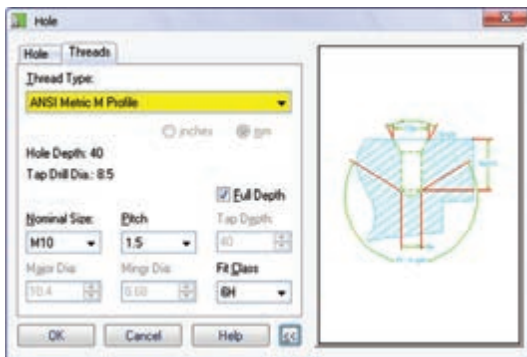 Hole
Hole Threads
Thread Type:
ANSI Metric M Profile
inches mm
Hole Depth: 40
Tap Drill Dia.: 8.5
Full Depth
Nominal Size: Pitch Tap Depth:
M10 1.5 40
Major Dia: Minor Dia: Fit Class
10.4 6H
OK Cancel Help <<